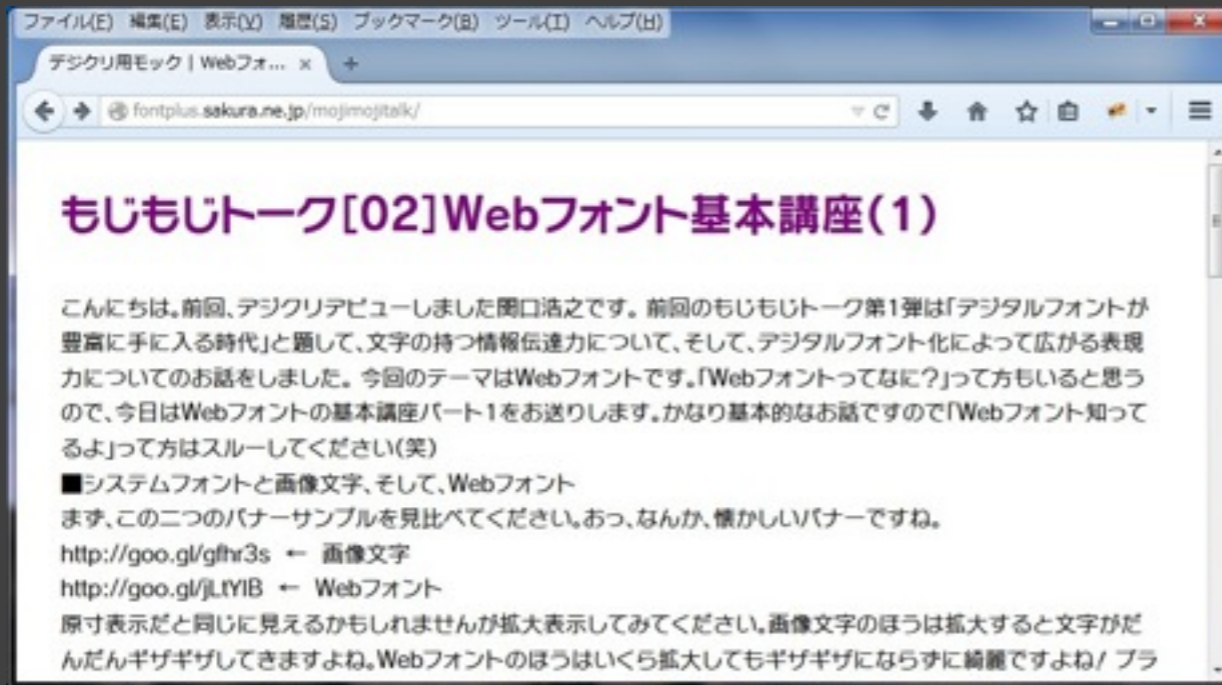 ファイル(F) 編集(E) 表示(V) 履歴(S) ブックマーク(B) ツール(T) ヘルプ(H)
デジクリ用モック | Webフォ... × +
fontplus.sakura.ne.jp/mojimojitalk/
もじもじトーク[02]Webフォント基本講座(1)
こんにちは。前回、デジクリデビューしました関口浩之です。 前回のもじもじトーク第1弾は「デジタルフォントが
豊富に手に入る時代」と題して、文字の持つ情報伝達力について、そして、デジタルフォント化によって広がる表現
力についてのお話をしました。 今回のテーマはWebフォントです。「Webフォントってなに?」って方もいると思う
ので、今日はWebフォントの基本講座パート1をお送りします。かなり基本的なお話ですので「Webフォント知って
るよ」って方はスルーしてください(笑)
■システムフォントと画像文字、そして、Webフォント
まず、この二つのバナーサンプルを見比べてください。おっ、なんか、懐かしいバナーですね。
http://goo.gl/gfhr3s ← 画像文字
http://goo.gl/jLtYIB ← Webフォント
原寸表示だと同じに見えるかもしれませんが拡大表示してみてください。画像文字のほうは拡大すると文字がだ
んだんギザギザしてきますよね。Webフォントのほうはいくら拡大してもギザギザにならずに綺麗ですよね! ブラ